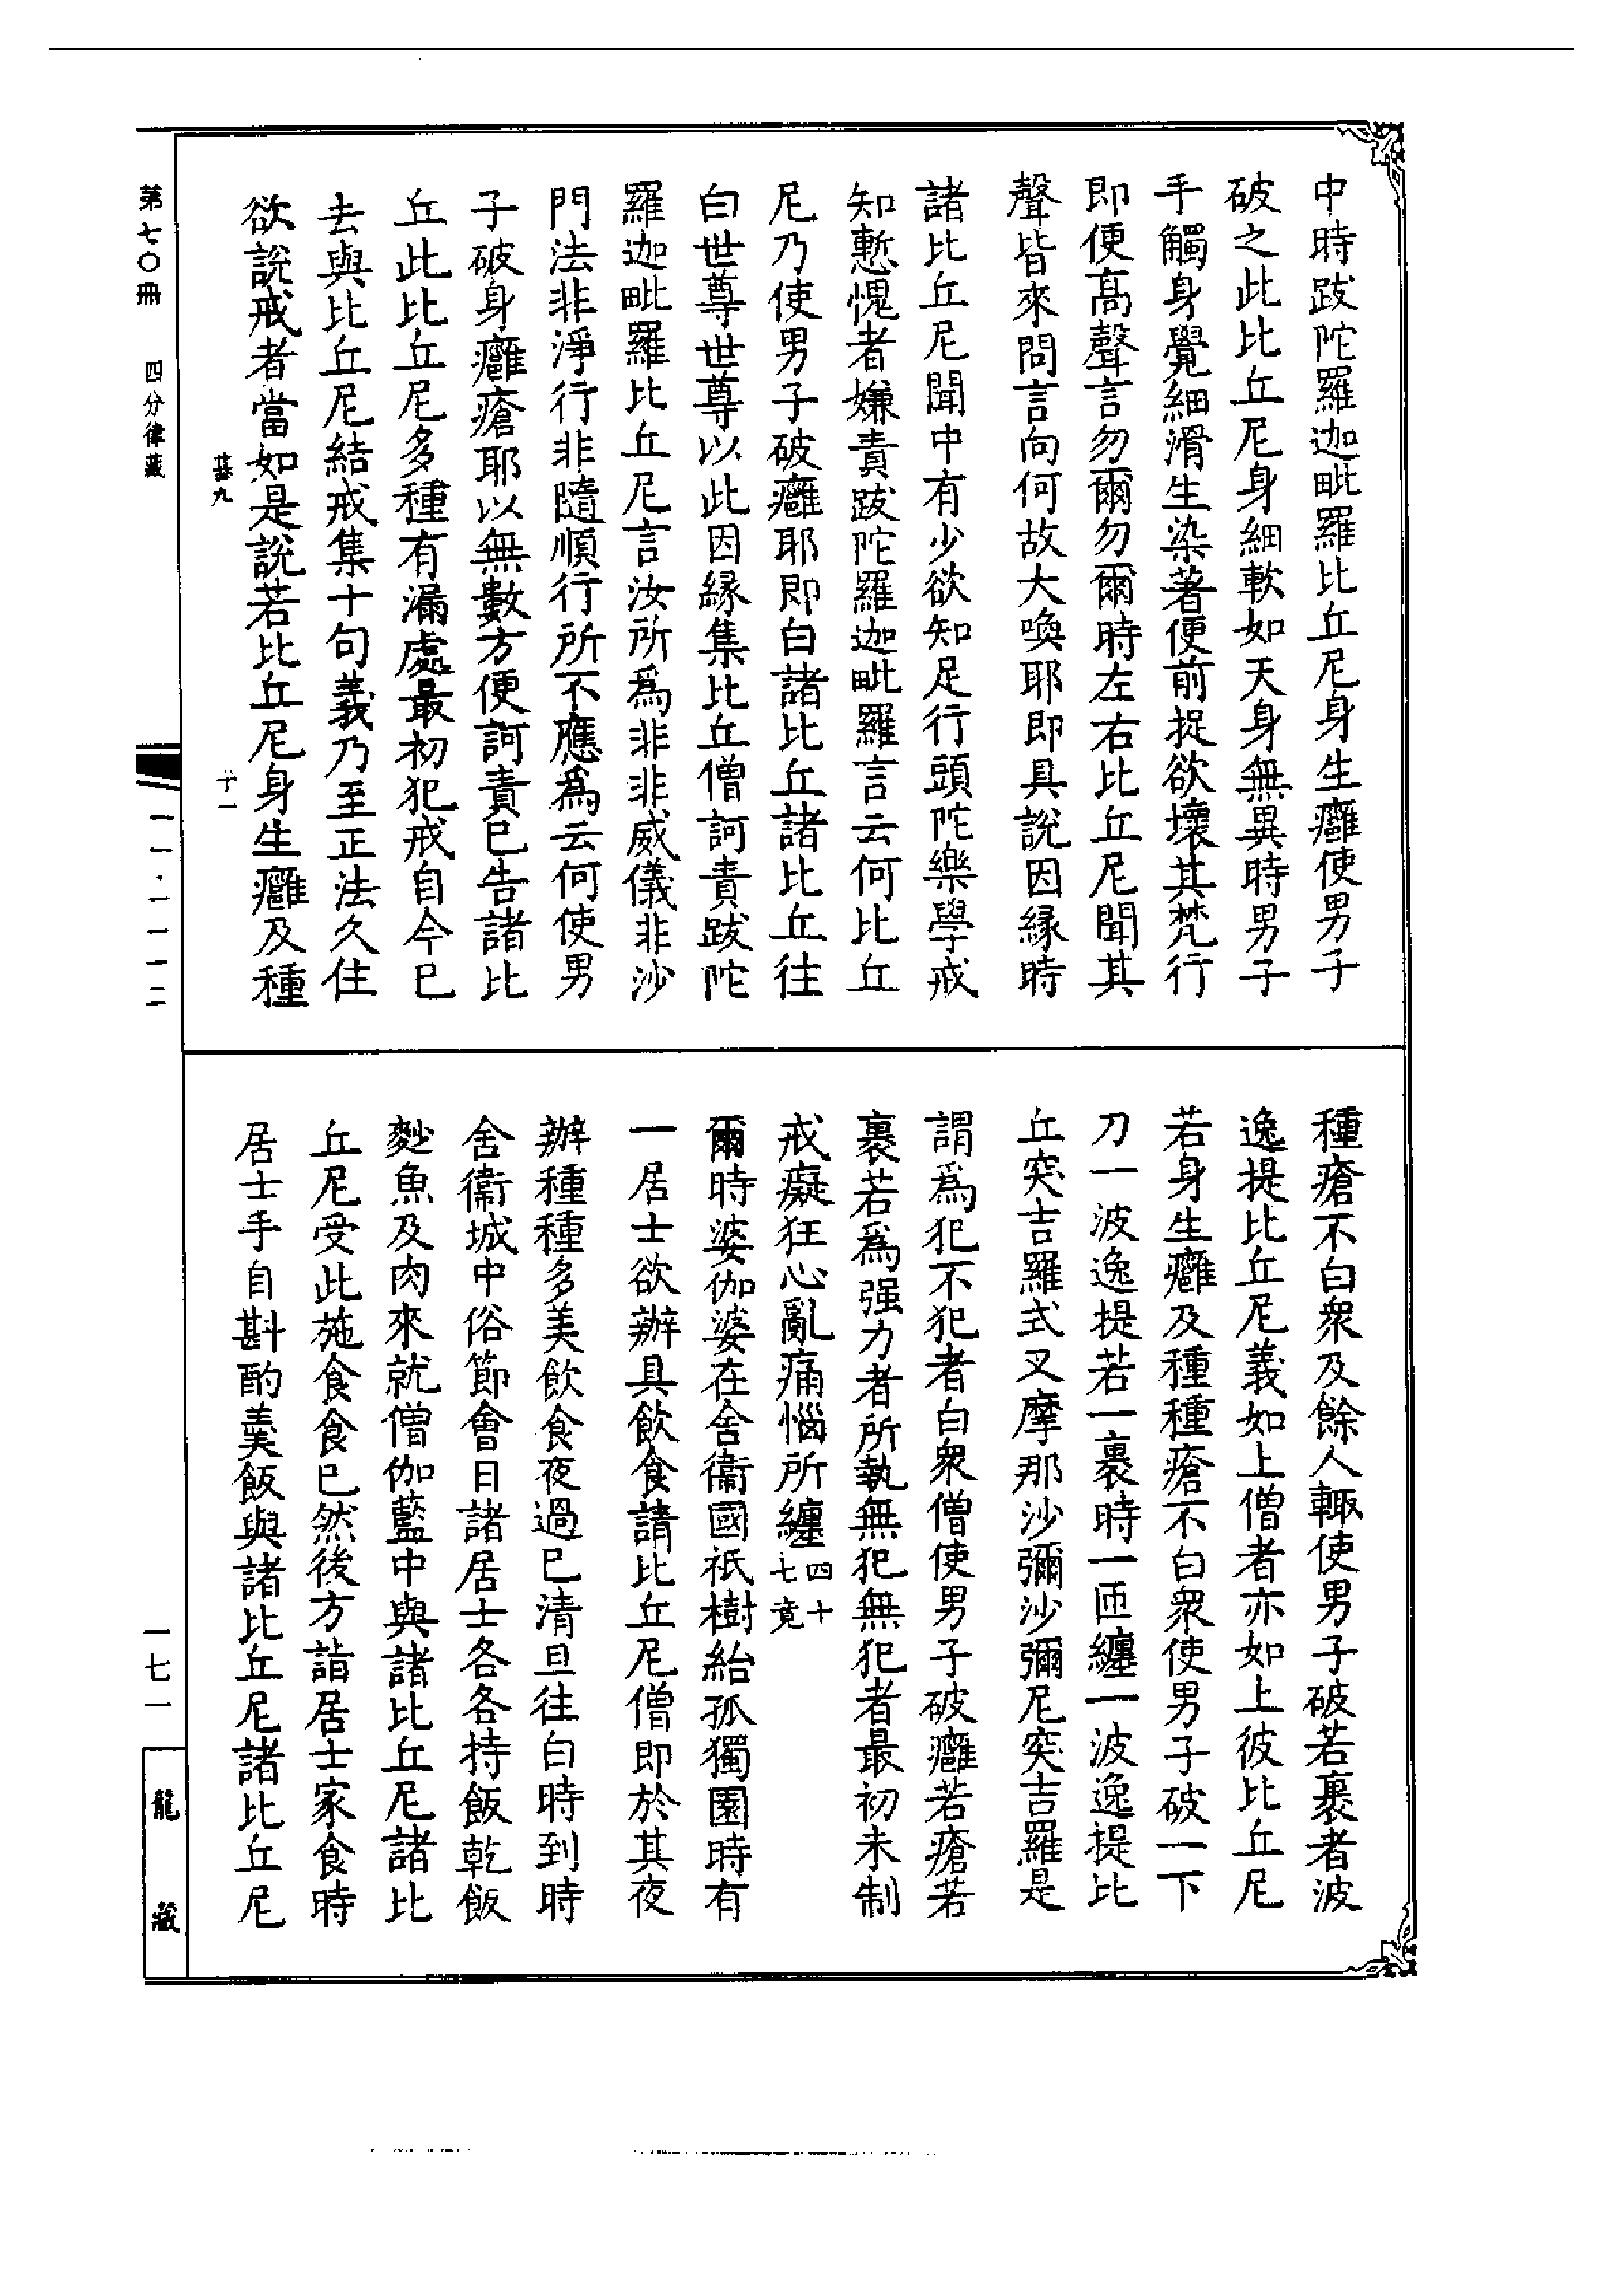 中時跋陀羅迦毗羅比丘尼身生癰使男子
破之此比丘尼身細軟如天身無異時男子
手觸身覺細滑生染著便前捉欲壞其梵行
即便高聲言勿爾勿爾時左右比丘尼聞其
聲皆來問言向何故大喚耶即具說因緣時
諸比丘尼聞中有少欲知足行頭陀樂學戒
知慙愧者嫌責跋陀羅迦毗羅言云何比丘
尼乃使男子破癰耶即白諸比丘諸比丘往
白世尊世尊以此因緣集比丘僧訶責跋陀
羅迦毗羅比丘尼言汝所為非非威儀非沙
門法非淨行非隨順行所不應為云何使男
子破身癰瘡耶以無數方便訶責已告諸比
丘此比丘尼多種有漏處最初犯戒自今已
去與比丘尼結戒集十句義乃至正法久住
欲說戒者當如是說若比丘尼身生癰及種
種瘡不白衆及餘人輙使男子破若裹者波
逸提比丘尼義如上僧者亦如上彼比丘尼
若身生癰及種種瘡不白衆使男子破一下
刀一波逸提若一裹時一匝纏一波逸提比
丘突吉羅式叉摩那沙彌沙彌尼突吉羅是
謂為犯不犯者白衆僧使男子破癰若瘡若
裹若為强力者所執無犯無犯者最初未制
戒癡狂心亂痛惱所纏四十七竟
爾時婆伽婆在舍衞國祇樹給孤獨園時有
一居士欲辦具飲食請比丘尼僧即於其夜
辦種種多美飲食夜過已清旦往白時到時
舍衞城中俗節會日諸居士各各持飯乾飯
麨魚及肉來就僧伽藍中與諸比丘尼諸比
丘尼受此施食食已然後方詣居士家食時
居士手自斟酌羹飯與諸比丘尼諸比丘尼
第七〇冊 四分律藏
甚九
十一
一一·一一一二
一七一
龍藏